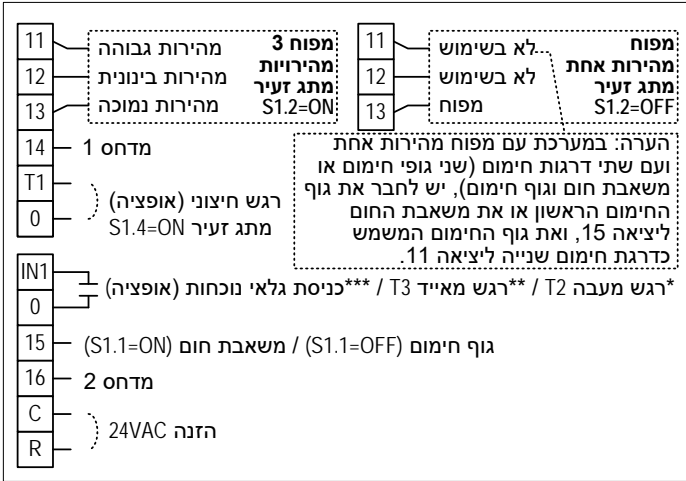 מפוח
מהירות אחת
מתג זעיר
S1.2=OFF
11 לא בשימוש
12 לא בשימוש
13 מפוח
מפוח 3
מהירויות
מתג זעיר
S1.2=ON
11 מהירות גבוהה
12 מהירות בינונית
13 מהירות נמוכה
14 מדחס 1
T1
0
רגש חיצוני (אופציה)
מתג זעיר S1.4=ON
הערה: במערכת עם מפוח מהירות אחת
ועם שתי דרגות חימום (שני גופי חימום או
משאבת חום וגוף חימום), יש לחבר את גוף
החימום הראשון או את משאבת החום
ליציאה 15, ואת גוף החימום המשמש
כדרגת חימום שנייה ליציאה 11.
IN1
0
*רגש מעבה T2 / **רגש מאייד T3 / ***כניסת גלאי נוכחות (אופציה)
15 גוף חימום (S1.1=OFF) / משאבת חום (S1.1=ON)
16 מדחס 2
C
R
הזנה 24VAC